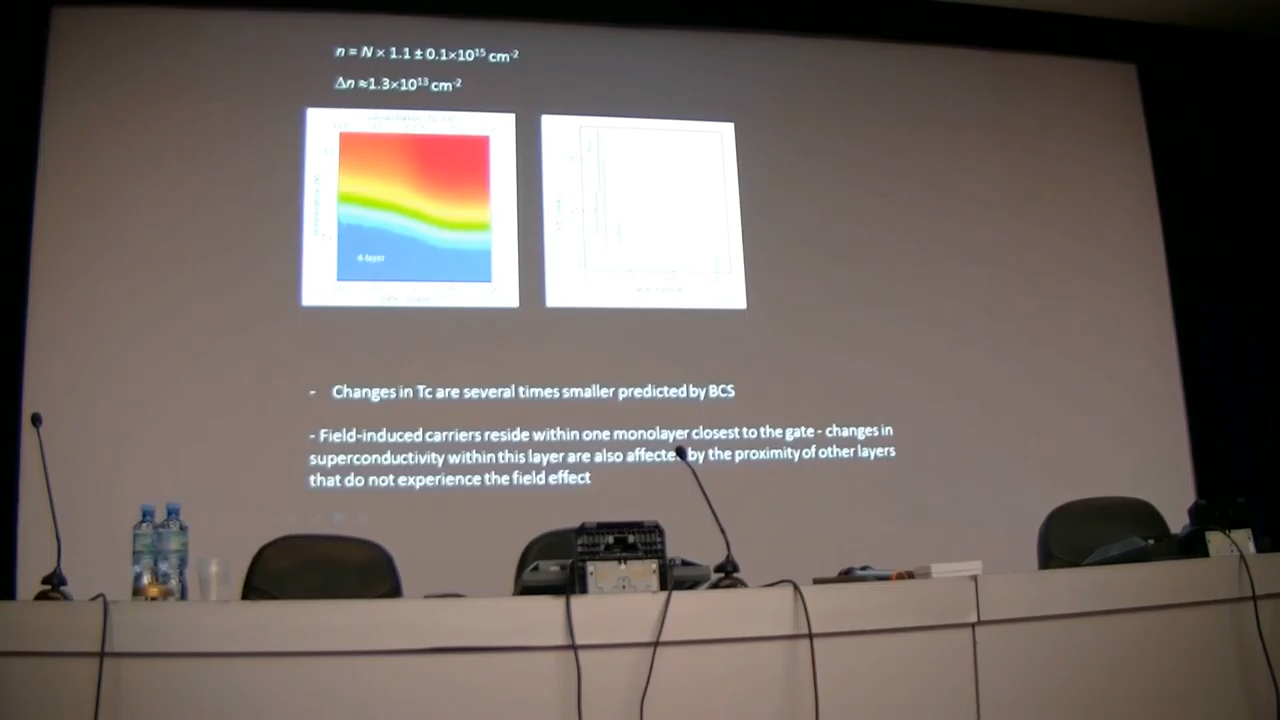 n = N × 1.1 ± 0.1×10¹⁵ cm⁻²
Δn ≈1.3×10¹³ cm⁻²
4-layer
- Changes in Tc are several times smaller predicted by BCS
- Field-induced carriers reside within one monolayer closest to the gate - changes in
superconductivity within this layer are also affected by the proximity of other layers
that do not experience the field effect